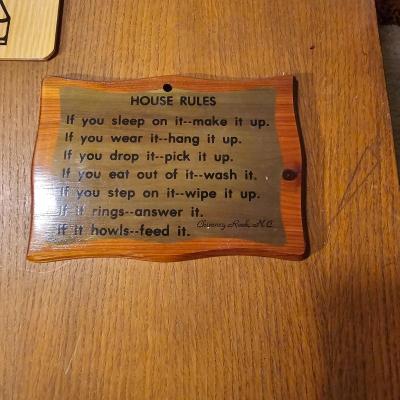 HOUSE RULES
If you sleep on it--make it up.
If you wear it--hang it up.
If you drop it--pick it up.
If you eat out of it--wash it.
If you step on it--wipe it up.
If it rings--answer it.
If it howls--feed it.
Chimney Rock, N.C.